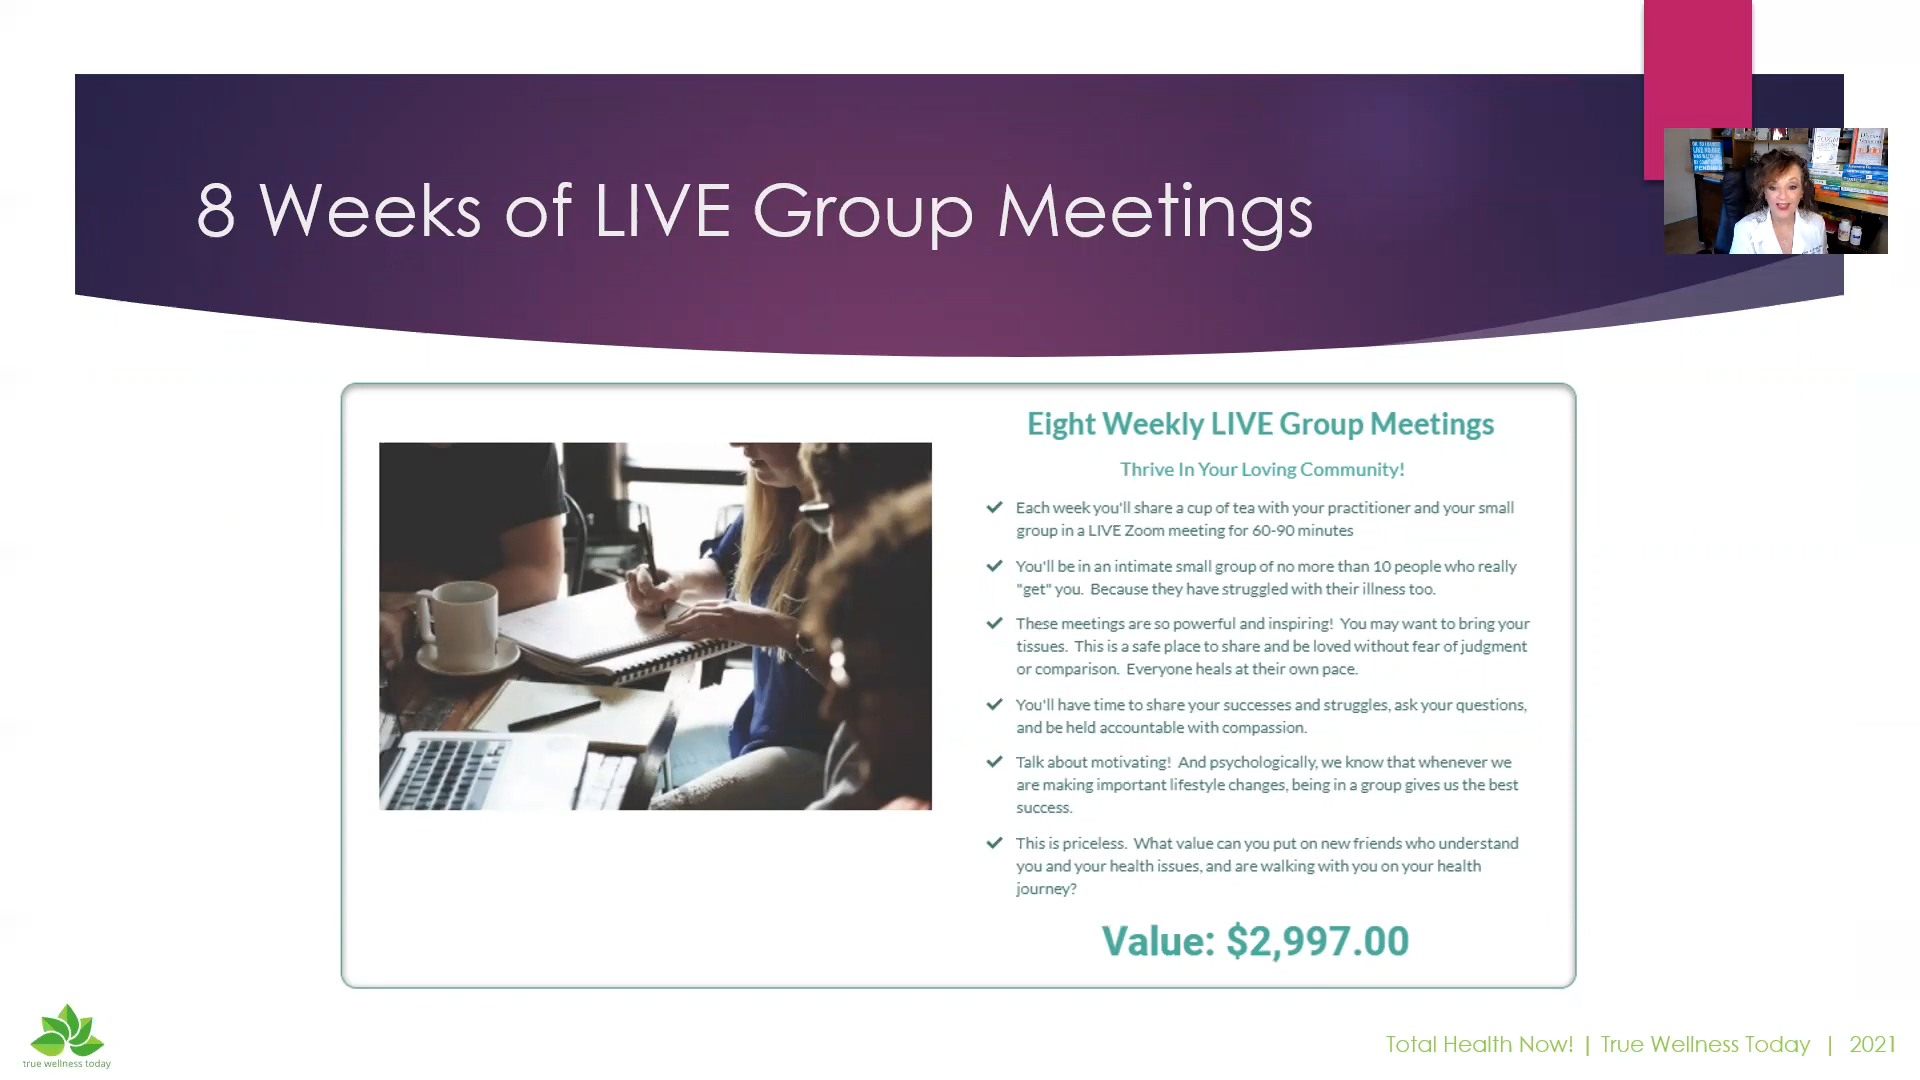 8 Weeks of LIVE Group Meetings
Eight Weekly LIVE Group Meetings
Thrive In Your Loving Community!
Each week you'll share a cup of tea with your practitioner and your small
group in a LIVE Zoom meeting for 60-90 minutes
You'll be in an intimate small group of no more than 10 people who really
"get" you.  Because they have struggled with their illness too.
These meetings are so powerful and inspiring!  You may want to bring your
tissues.  This is a safe place to share and be loved without fear of judgment
or comparison.  Everyone heals at their own pace.
You'll have time to share your successes and struggles, ask your questions,
and be held accountable with compassion.
Talk about motivating!  And psychologically, we know that whenever we
are making important lifestyle changes, being in a group gives us the best
success.
This is priceless.  What value can you put on new friends who understand
you and your health issues, and are walking with you on your health
journey?
Value: $2,997.00
true wellness today
Total Health Now! | True Wellness Today | 2021